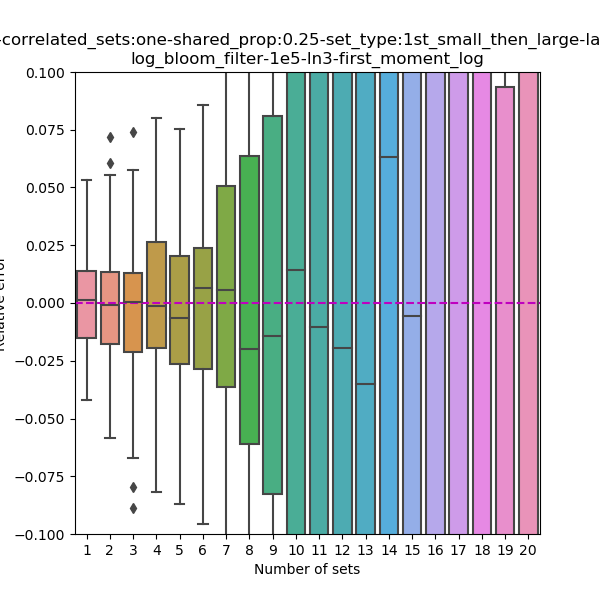 -correlated_sets:one-shared_prop:0.25-set_type:1st_small_then_large-la
log_bloom_filter-1e5-ln3-first_moment_log
0.100
0.075
0.050
0.025
0.000
−0.025
−0.050
−0.075
−0.100
Relative error
1 2 3 4 5 6 7 8 9 10 11 12 13 14 15 16 17 18 19 20
Number of sets